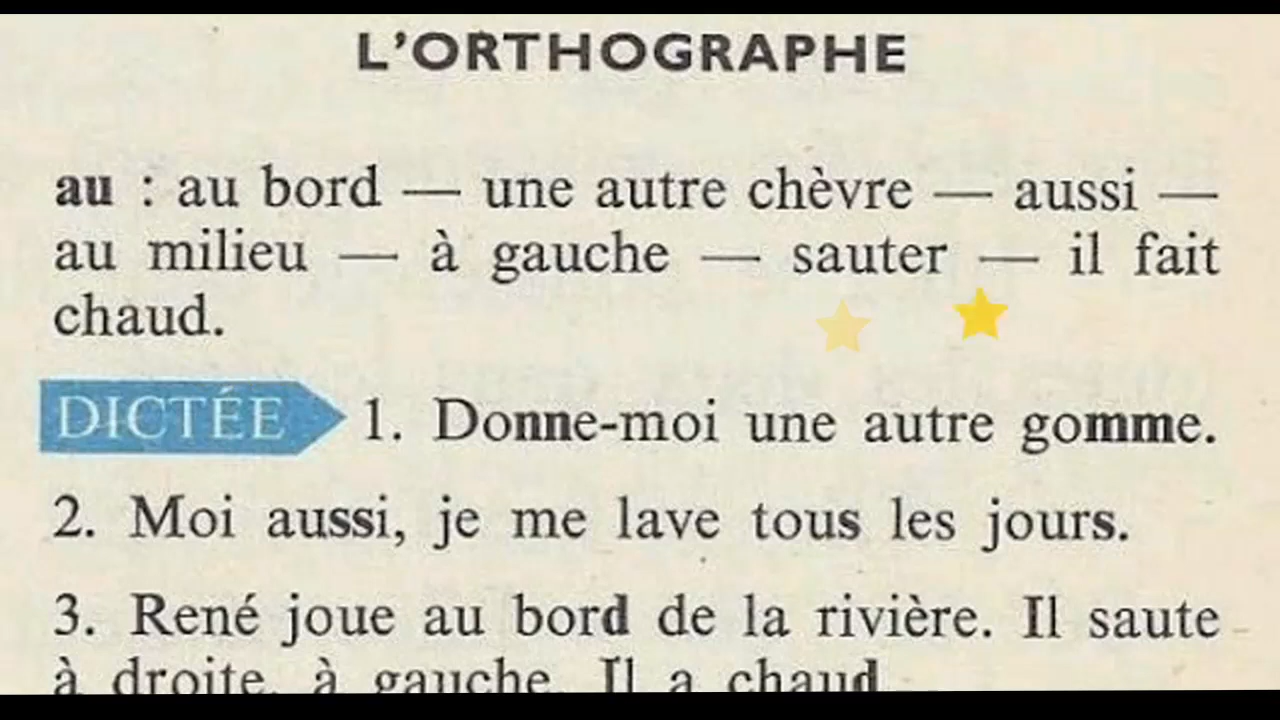 L'ORTHOGRAPHE
au : au bord — une autre chèvre — aussi —
au milieu — à gauche — sauter — il fait
chaud.
DICTÉE 1. Donne-moi une autre gomme.
2. Moi aussi, je me lave tous les jours.
3. René joue au bord de la rivière. Il saute
à droite, à gauche. Il a chaud.